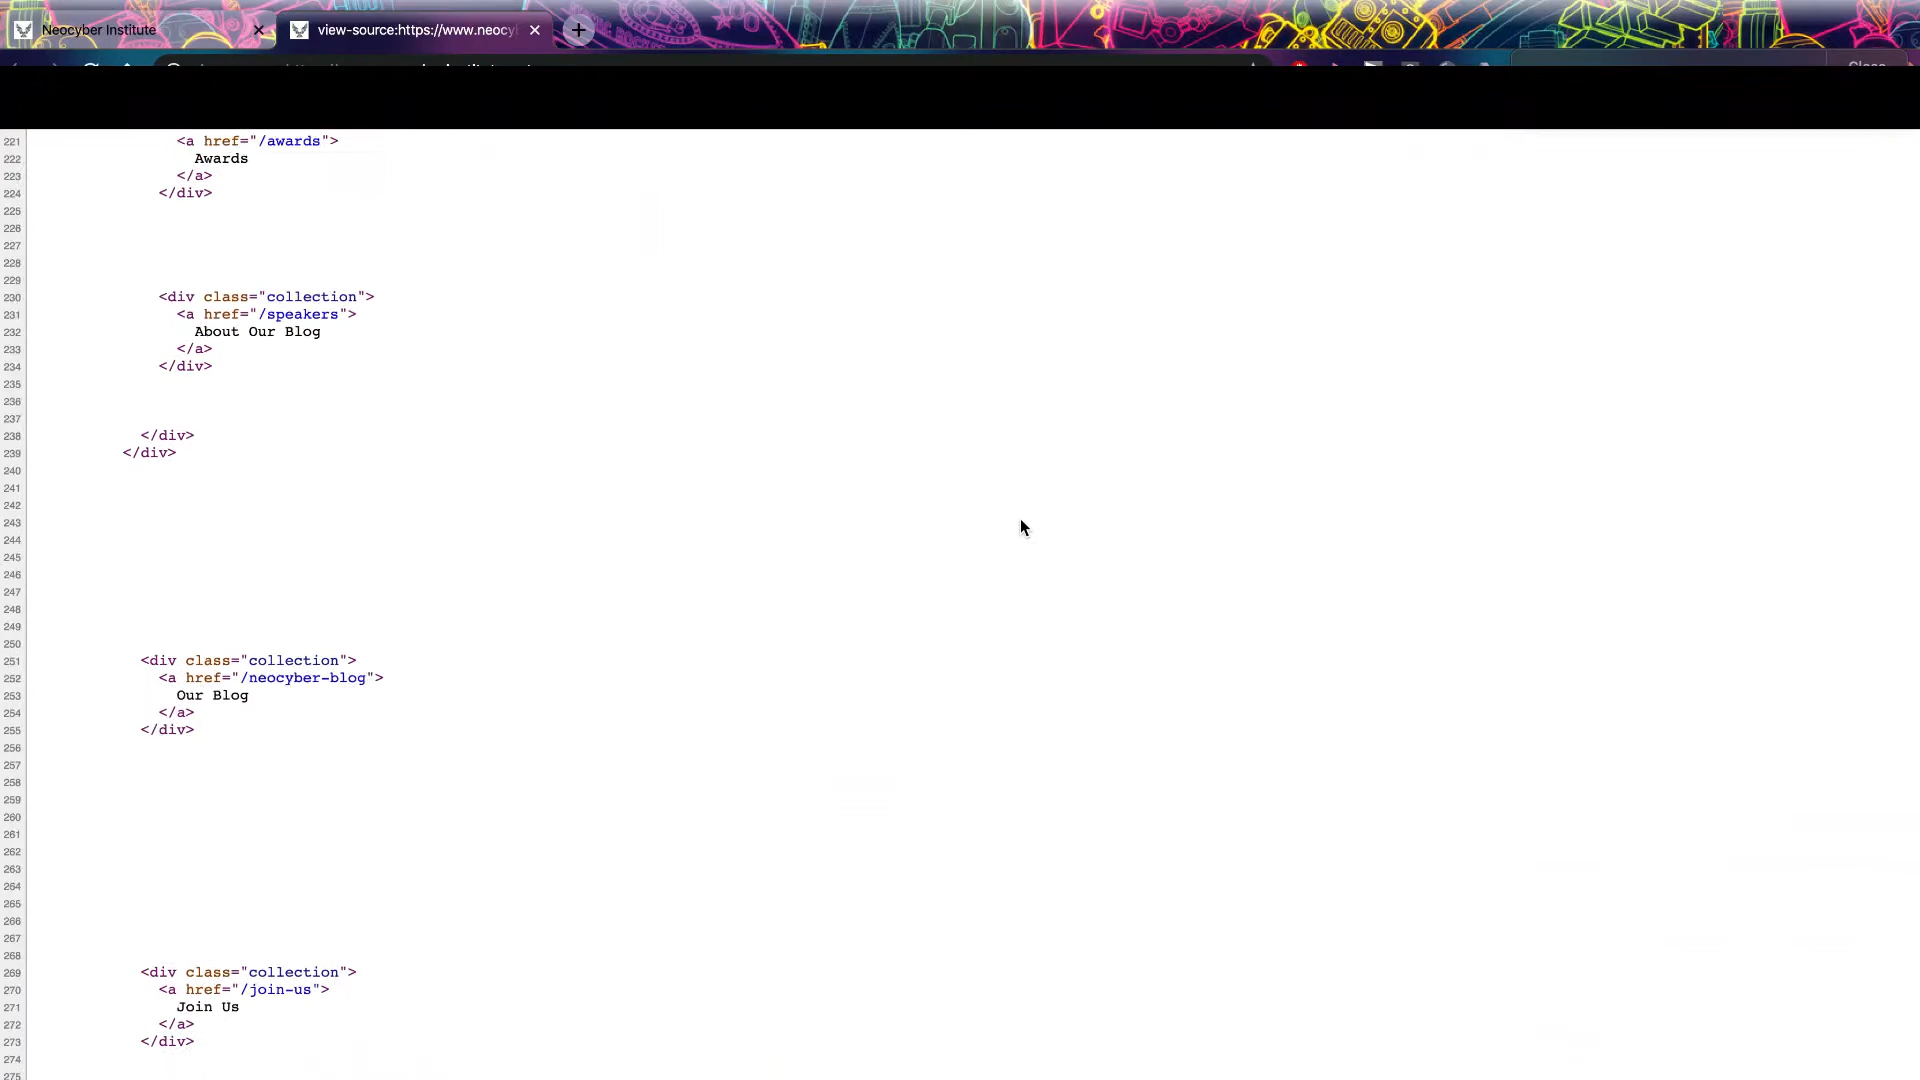 Neocyber Institute
view-source:https://www.neocy
221 <a href="/awards">
222 Awards
223 </a>
224 </div>
225
226
227
228
229
230 <div class="collection">
231 <a href="/speakers">
232 About Our Blog
233 </a>
234 </div>
235
236
237
238 </div>
239 </div>
240
241
242
243
244
245
246
247
248
249
250
251 <div class="collection">
252 <a href="/neocyber-blog">
253 Our Blog
254 </a>
255 </div>
256
257
258
259
260
261
262
263
264
265
266
267
268
269 <div class="collection">
270 <a href="/join-us">
271 Join Us
272 </a>
273 </div>
274
275